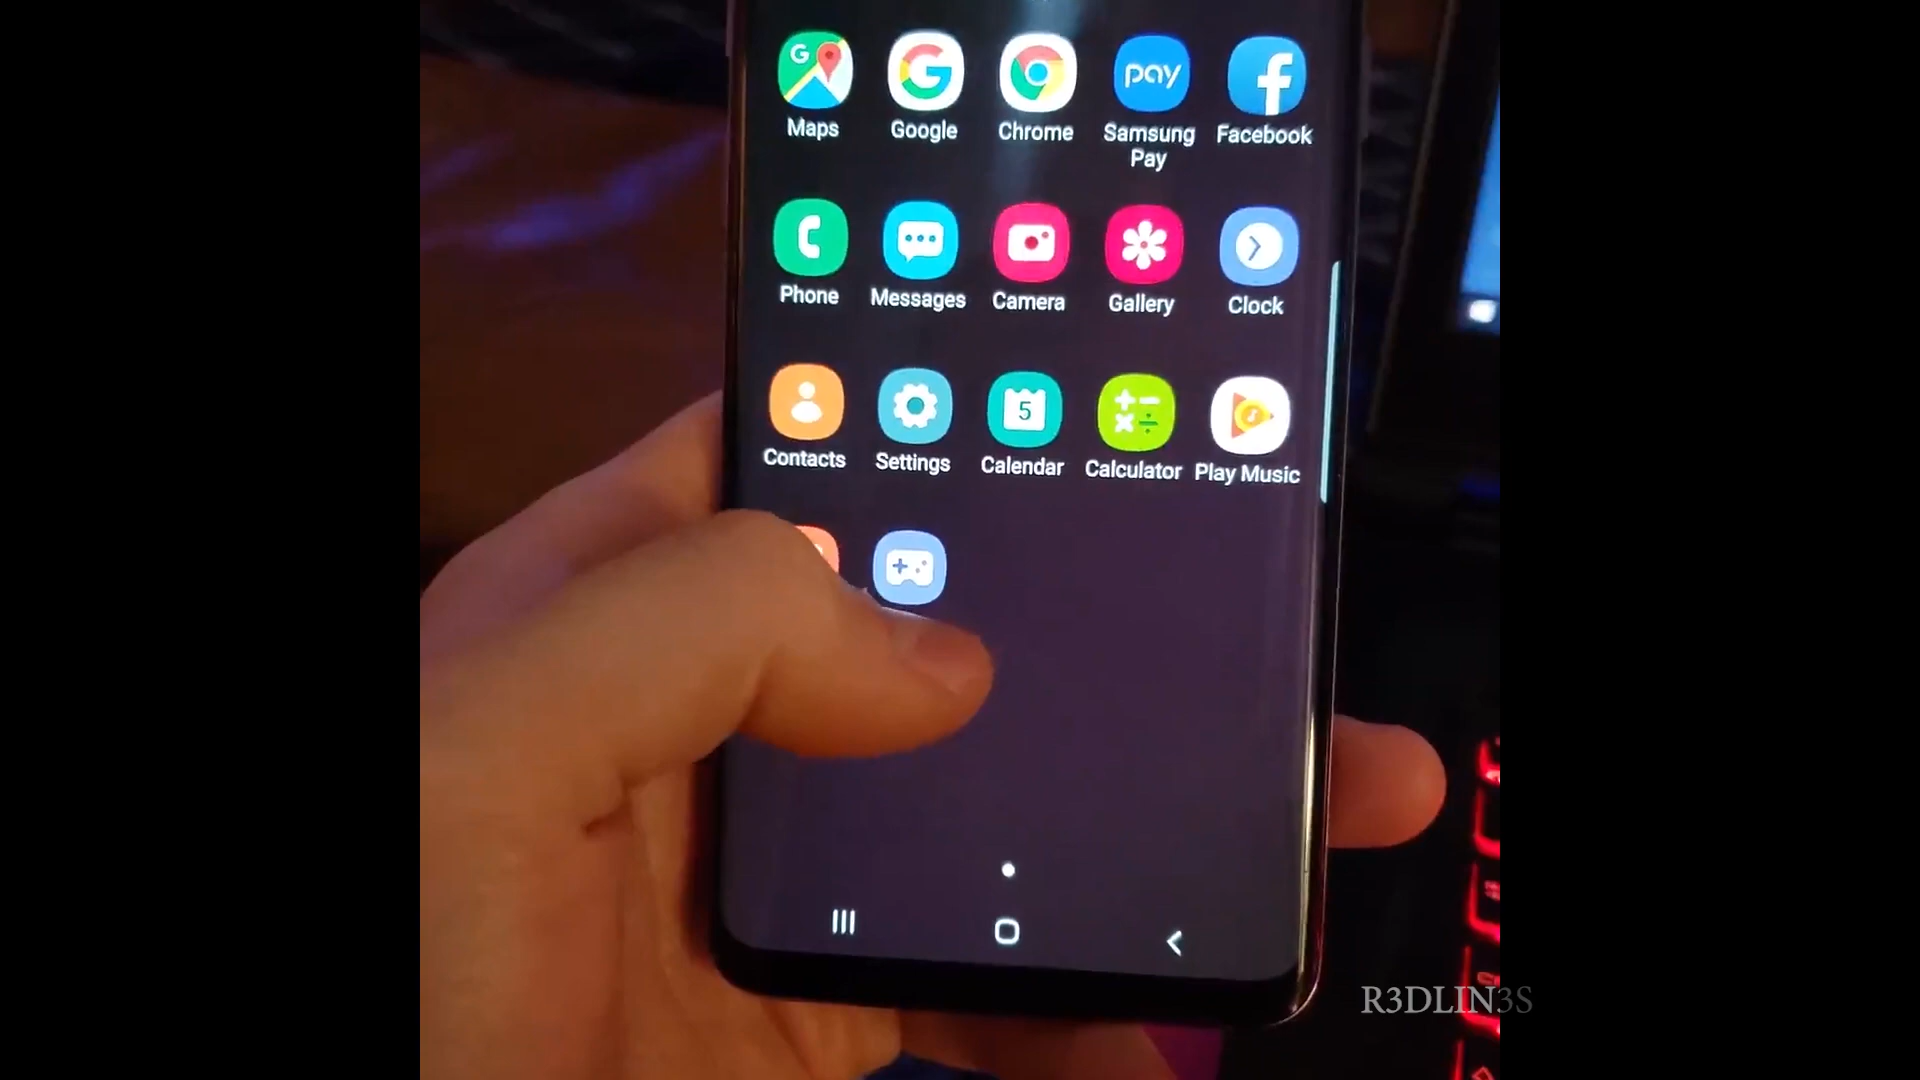 G
Maps
Google
Chrome
pay
Samsung
Pay
Facebook
Phone
Messages
Camera
Gallery
Clock
Contacts
Settings
5
Calendar
Calculator
Play Music
R3DLIN3S